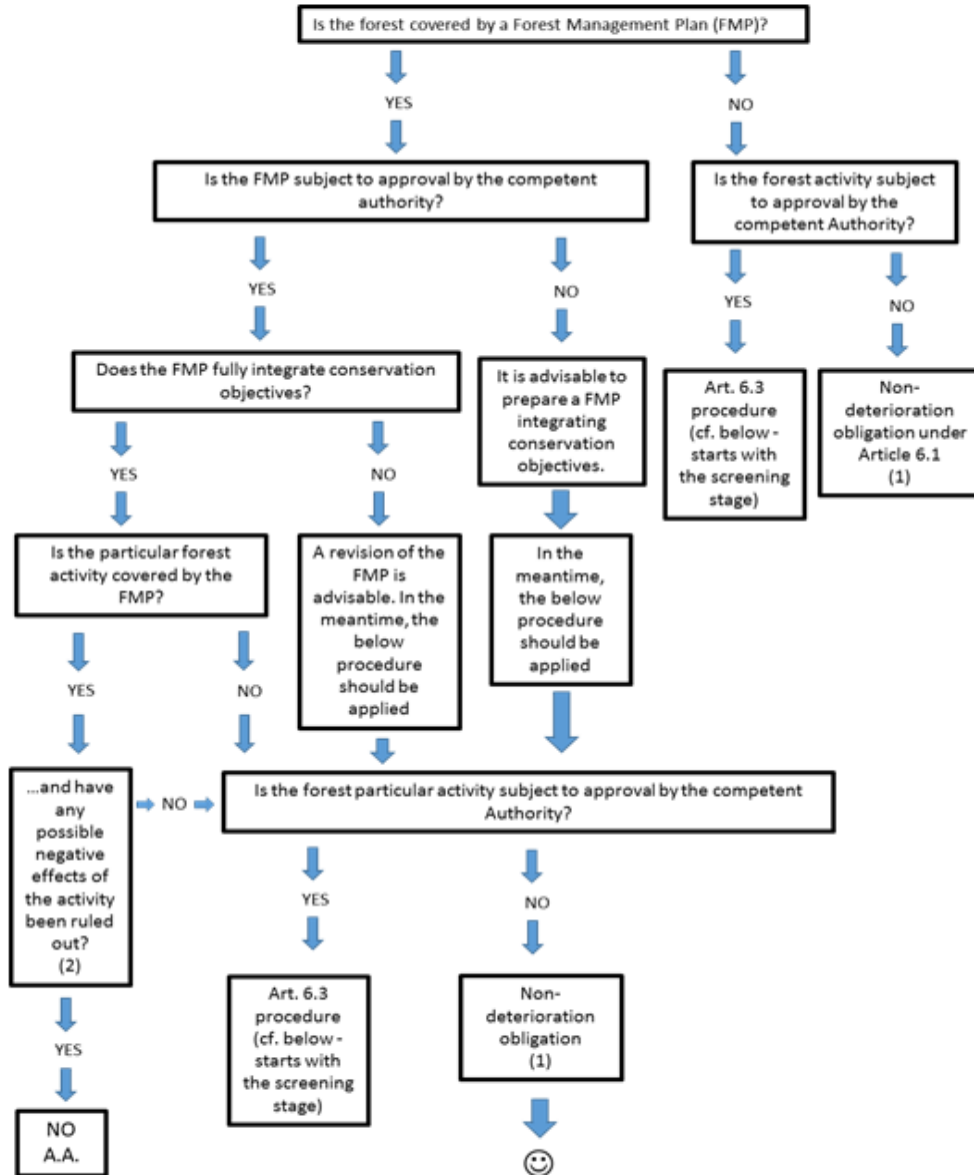 Is the forest covered by a Forest Management Plan (FMP)?
YES
NO
Is the FMP subject to approval by the competent
authority?
Is the forest activity subject
to approval by the
competent Authority?
YES
NO
YES
NO
Does the FMP fully integrate conservation
objectives?
It is advisable to
prepare a FMP
integrating
conservation
objectives.
Art. 6.3
procedure
(cf. below -
starts with
the screening
stage)
Non-
deterioration
obligation under
Article 6.1
(1)
YES
NO
Is the particular forest
activity covered by the
FMP?
A revision of the
FMP is
advisable. In the
meantime, the
below
procedure
should be
applied
In the
meantime,
the below
procedure
should be
applied
YES
NO
...and have
any
possible
negative
effects of
the activity
been ruled
out?
(2)
NO
Is the forest particular activity subject to approval by the competent
Authority?
YES
NO
Art. 6.3
procedure
(cf. below -
starts with
the screening
stage)
Non-
deterioration
obligation
(1)
YES
NO
A.A.